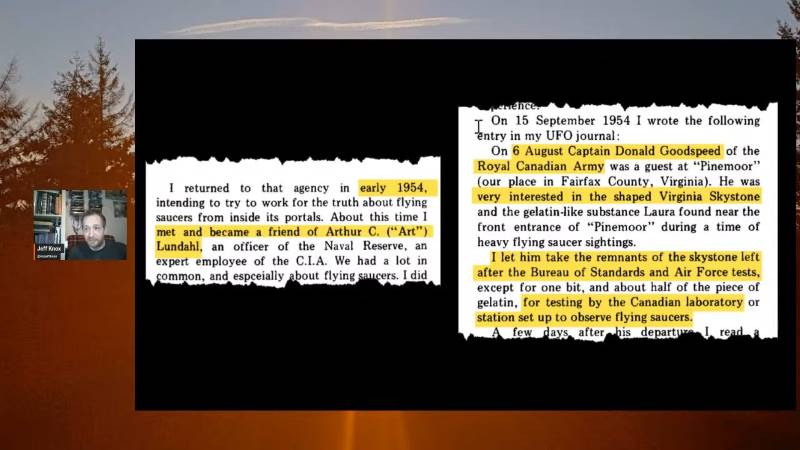 I returned to that agency in early 1954,
intending to try to work for the truth about flying
saucers from inside its portals. About this time I
met and became a friend of Arthur C. ("Art")
Lundahl, an officer of the Naval Reserve, an
expert employee of the C.I.A. We had a lot in
common, and espceially about flying saucers. I did
experience.
On 15 September 1954 I wrote the following
entry in my UFO journal:
On 6 August Captain Donald Goodspeed of the
Royal Canadian Army was a guest at "Pinemoor"
(our place in Fairfax County, Virginia). He was
very interested in the shaped Virginia Skystone
and the gelatin-like substance Laura found near the
front entrance of "Pinemoor" during a time of
heavy flying saucer sightings.
I let him take the remnants of the skystone left
after the Bureau of Standards and Air Force tests,
except for one bit, and about half of the piece of
gelatin, for testing by the Canadian laboratory or
station set up to observe flying saucers.
A few days after his departure I read a
Jeff Knox